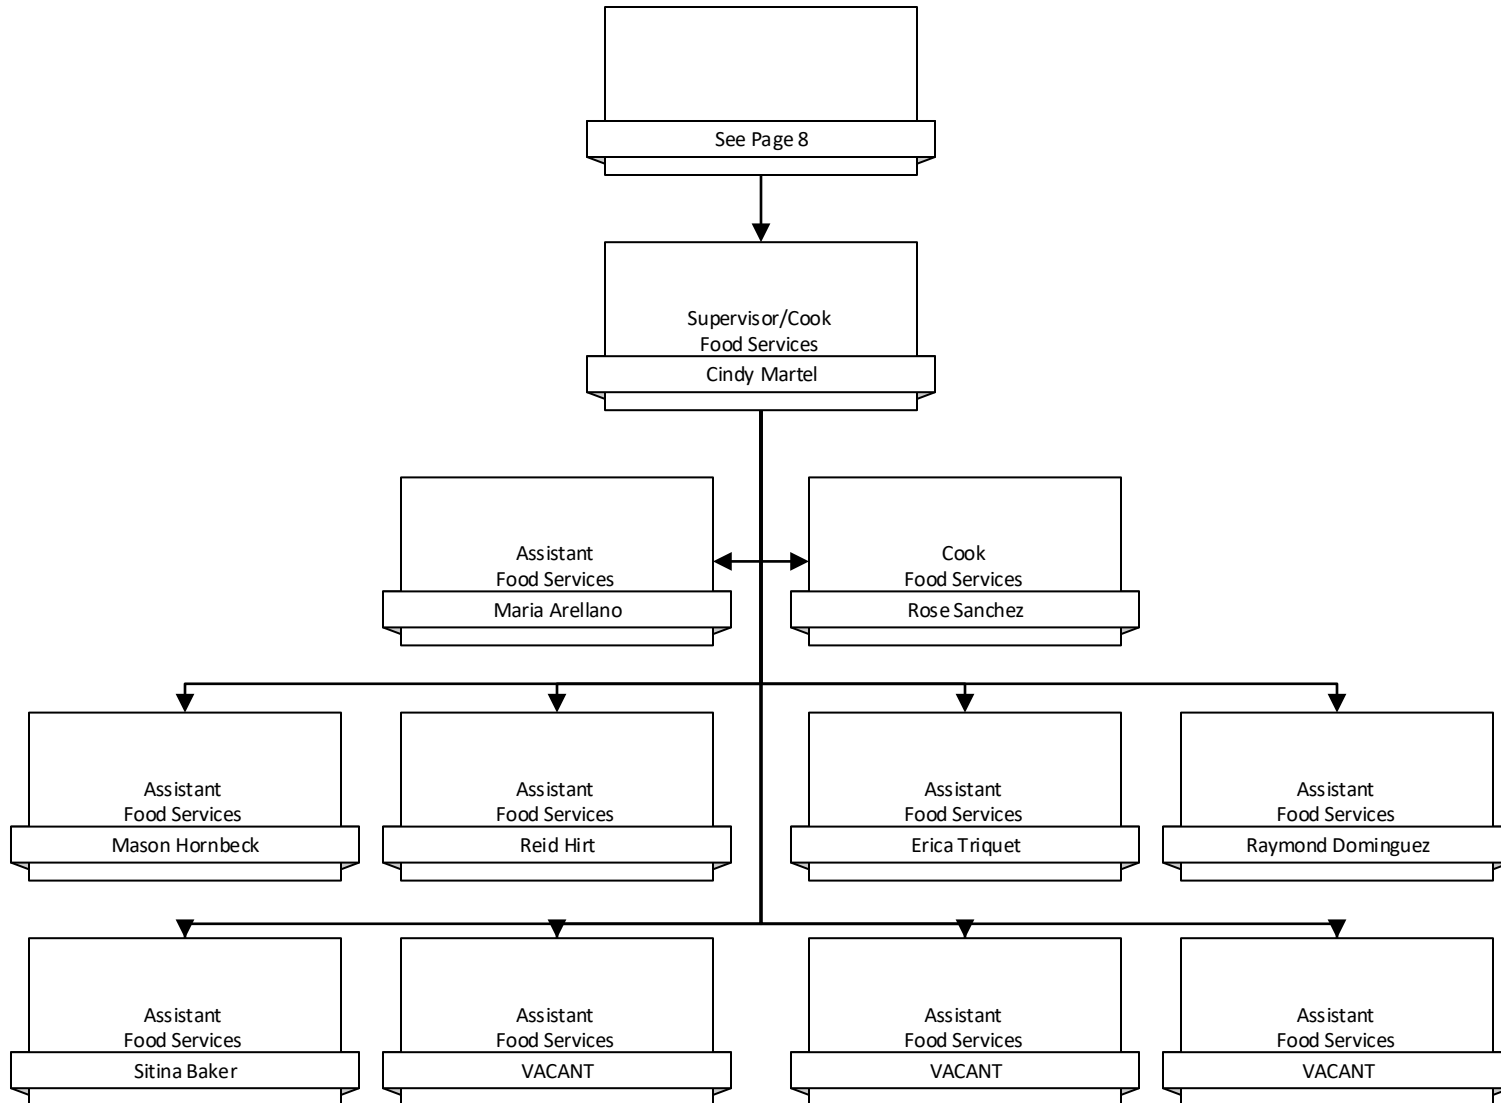 See Page 8
Supervisor/Cook
Food Services
Cindy Martel
Assistant
Food Services
Maria Arellano
Cook
Food Services
Rose Sanchez
Assistant
Food Services
Mason Hornbeck
Assistant
Food Services
Reid Hirt
Assistant
Food Services
Erica Triquet
Assistant
Food Services
Raymond Dominguez
Assistant
Food Services
Sitina Baker
Assistant
Food Services
VACANT
Assistant
Food Services
VACANT
Assistant
Food Services
VACANT